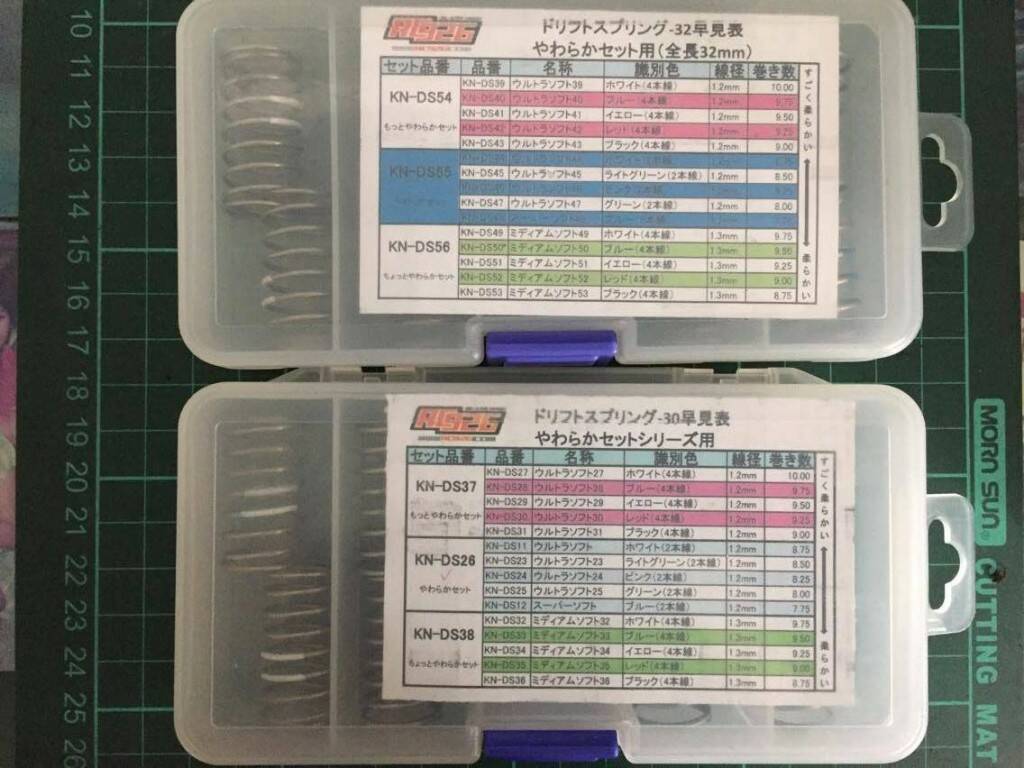 ドリフトスプリング-32早見表
やわらかセット用(全長32mm)
セット品番 品番 名称 識別色 線径 巻き数
KN-DS54
もっとやわらかセット
KN-DS39 ウルトラソフト39 ホワイト(4本線) 1.2mm 10.00
KN-DS40 ウルトラソフト40 ブルー(4本線) 1.2mm 9.75
KN-DS41 ウルトラソフト41 イエロー(4本線) 1.2mm 9.50
KN-DS42 ウルトラソフト42 レッド(4本線) 1.2mm 9.25
KN-DS43 ウルトラソフト43 ブラック(4本線) 1.2mm 9.00
KN-DS55
KN-DS45 ウルトラソフト45 ライトグリーン(2本線) 1.2mm 8.50
KN-DS47 ウルトラソフト47 グリーン(2本線) 1.2mm 8.00
KN-DS56
ちょっとやわらかセット
KN-DS49 ミディアムソフト49 ホワイト(4本線) 1.3mm 9.75
KN-DS50 ミディアムソフト50 ブルー(4本線) 1.3mm 9.50
KN-DS51 ミディアムソフト51 イエロー(4本線) 1.3mm 9.25
KN-DS52 ミディアムソフト52 レッド(4本線) 1.3mm 9.00
KN-DS53 ミディアムソフト53 ブラック(4本線) 1.3mm 8.75
すごく柔らかい
柔らかい
ドリフトスプリング-30早見表
やわらかセットシリーズ用
セット品番 品番 名称 識別色 線径 巻き数
KN-DS37
もっとやわらかセット
KN-DS27 ウルトラソフト27 ホワイト(4本線) 1.2mm 10.00
KN-DS28 ウルトラソフト28 ブルー(4本線) 1.2mm 9.75
KN-DS29 ウルトラソフト29 イエロー(4本線) 1.2mm 9.50
KN-DS30 ウルトラソフト30 レッド(4本線) 1.2mm 9.25
KN-DS31 ウルトラソフト31 ブラック(4本線) 1.2mm 9.00
KN-DS26
やわらかセット
KN-DS11 ウルトラソフト ホワイト(2本線) 1.2mm 8.75
KN-DS23 ウルトラソフト23 ライトグリーン(2本線) 1.2mm 8.50
KN-DS24 ウルトラソフト24 ピンク(2本線) 1.2mm 8.25
KN-DS25 ウルトラソフト25 グリーン(2本線) 1.2mm 8.00
KN-DS12 スーパーソフト ブルー(2本線) 1.2mm 7.75
KN-DS38
ちょっとやわらかセット
KN-DS32 ミディアムソフト32 ホワイト(4本線) 1.3mm 9.75
KN-DS33 ミディアムソフト33 ブルー(4本線) 1.3mm 9.50
KN-DS34 ミディアムソフト34 イエロー(4本線) 1.3mm 9.25
KN-DS35 ミディアムソフト35 レッド(4本線) 1.3mm 9.00
KN-DS36 ミディアムソフト36 ブラック(4本線) 1.3mm 8.75
すごく柔らかい
柔らかい
10 11 12 13 14 15 16 17 18 19 20 21 22 23 24 25 26
MORN SUN
CUTTING MAT